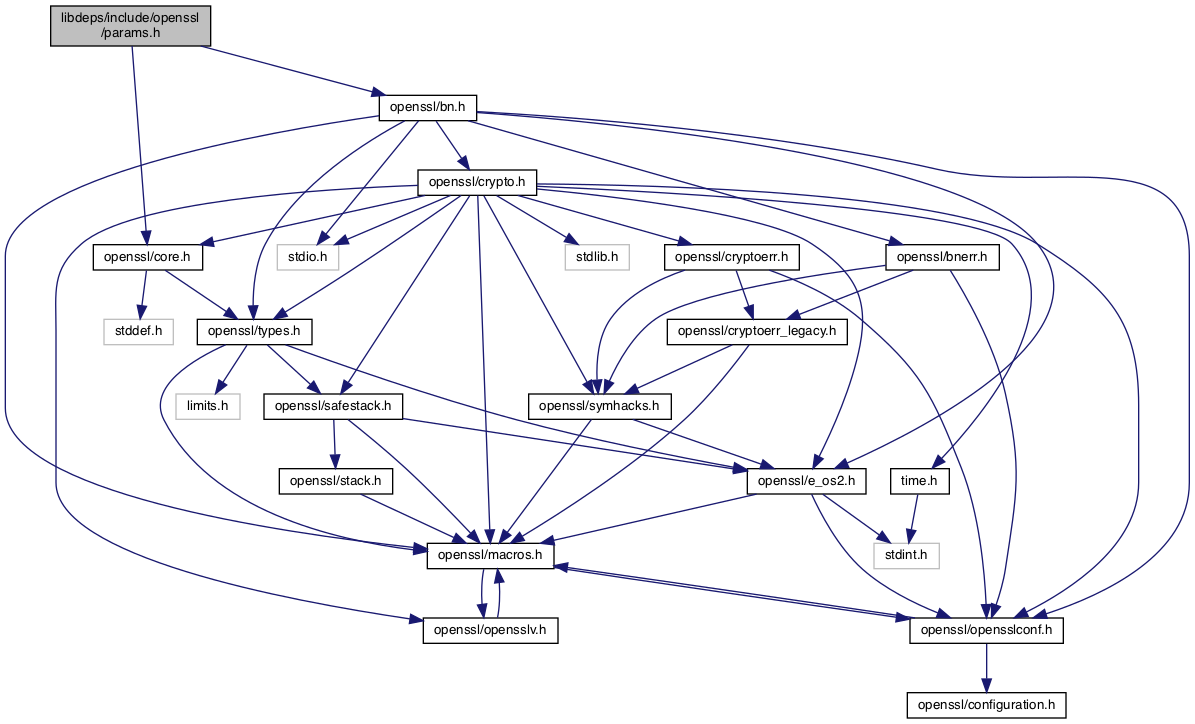 libdeps/include/openssl
/params.h
openssl/bn.h
openssl/crypto.h
openssl/core.h
stdio.h
stdlib.h
openssl/cryptoerr.h
openssl/bnerr.h
stddef.h
openssl/types.h
openssl/cryptoerr_legacy.h
limits.h
openssl/safestack.h
openssl/symhacks.h
openssl/stack.h
openssl/e_os2.h
time.h
openssl/macros.h
stdint.h
openssl/opensslv.h
openssl/opensslconf.h
openssl/configuration.h